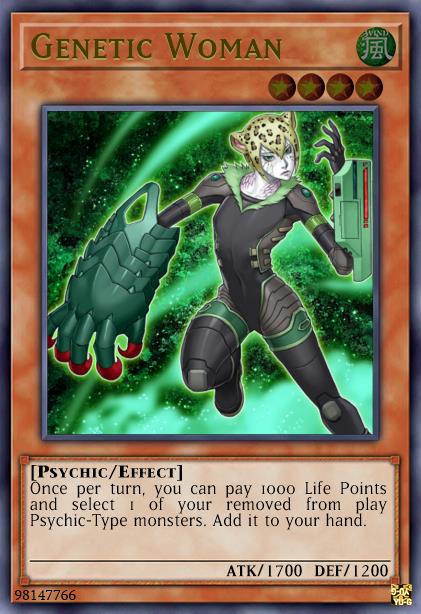 GENETIC WOMAN
WIND
風
[PSYCHIC/EFFECT]
Once per turn, you can pay 1000 Life Points
and select 1 of your removed from play
Psychic-Type monsters. Add it to your hand.
ATK/1700 DEF/1200
98147766